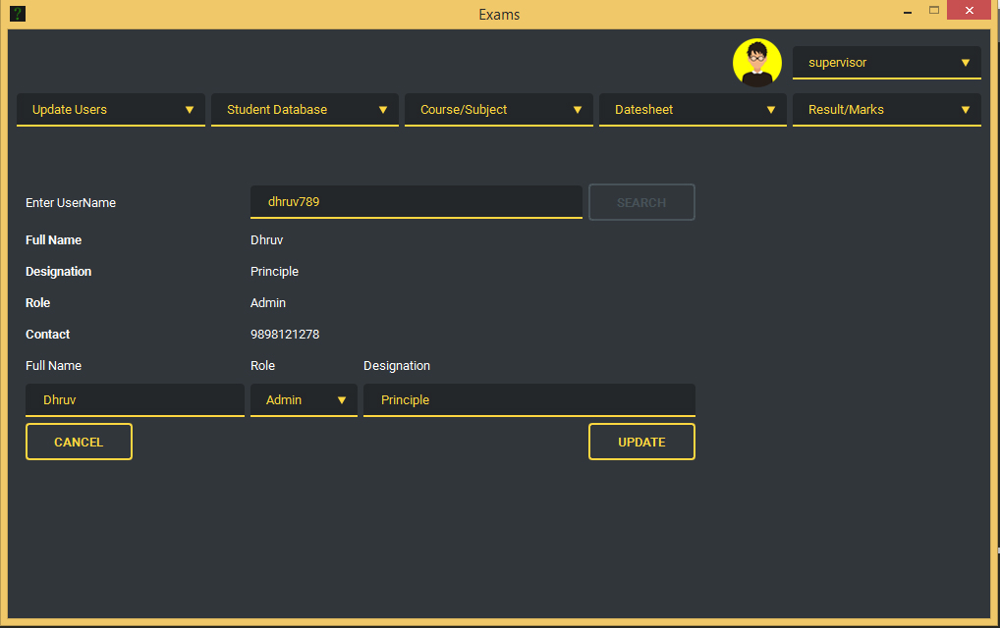 Exams
supervisor
Update Users Student Database Course/Subject Datesheet Result/Marks
Enter UserName dhruv789 SEARCH
Full Name Dhruv
Designation Principle
Role Admin
Contact 9898121278
Full Name Role Designation
Dhruv Admin Principle
CANCEL UPDATE